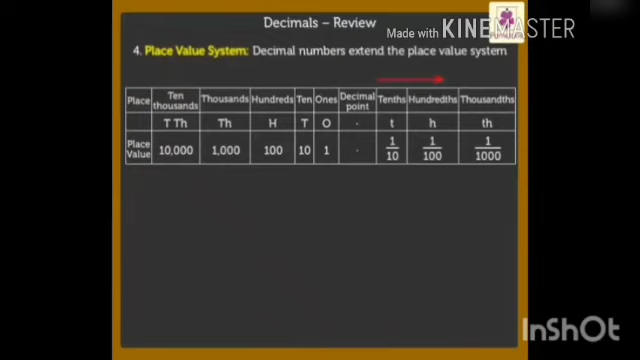 Decimals – Review
Made with KINEMASTER
4. Place Value System: Decimal numbers extend the place value system
Place Ten thousands Thousands Hundreds Ten Ones Decimal point Tenths Hundredths Thousandths
T Th Th H T O . t h th
Place Value 10,000 1,000 100 10 1 . 1/10 1/100 1/1000
InShOt